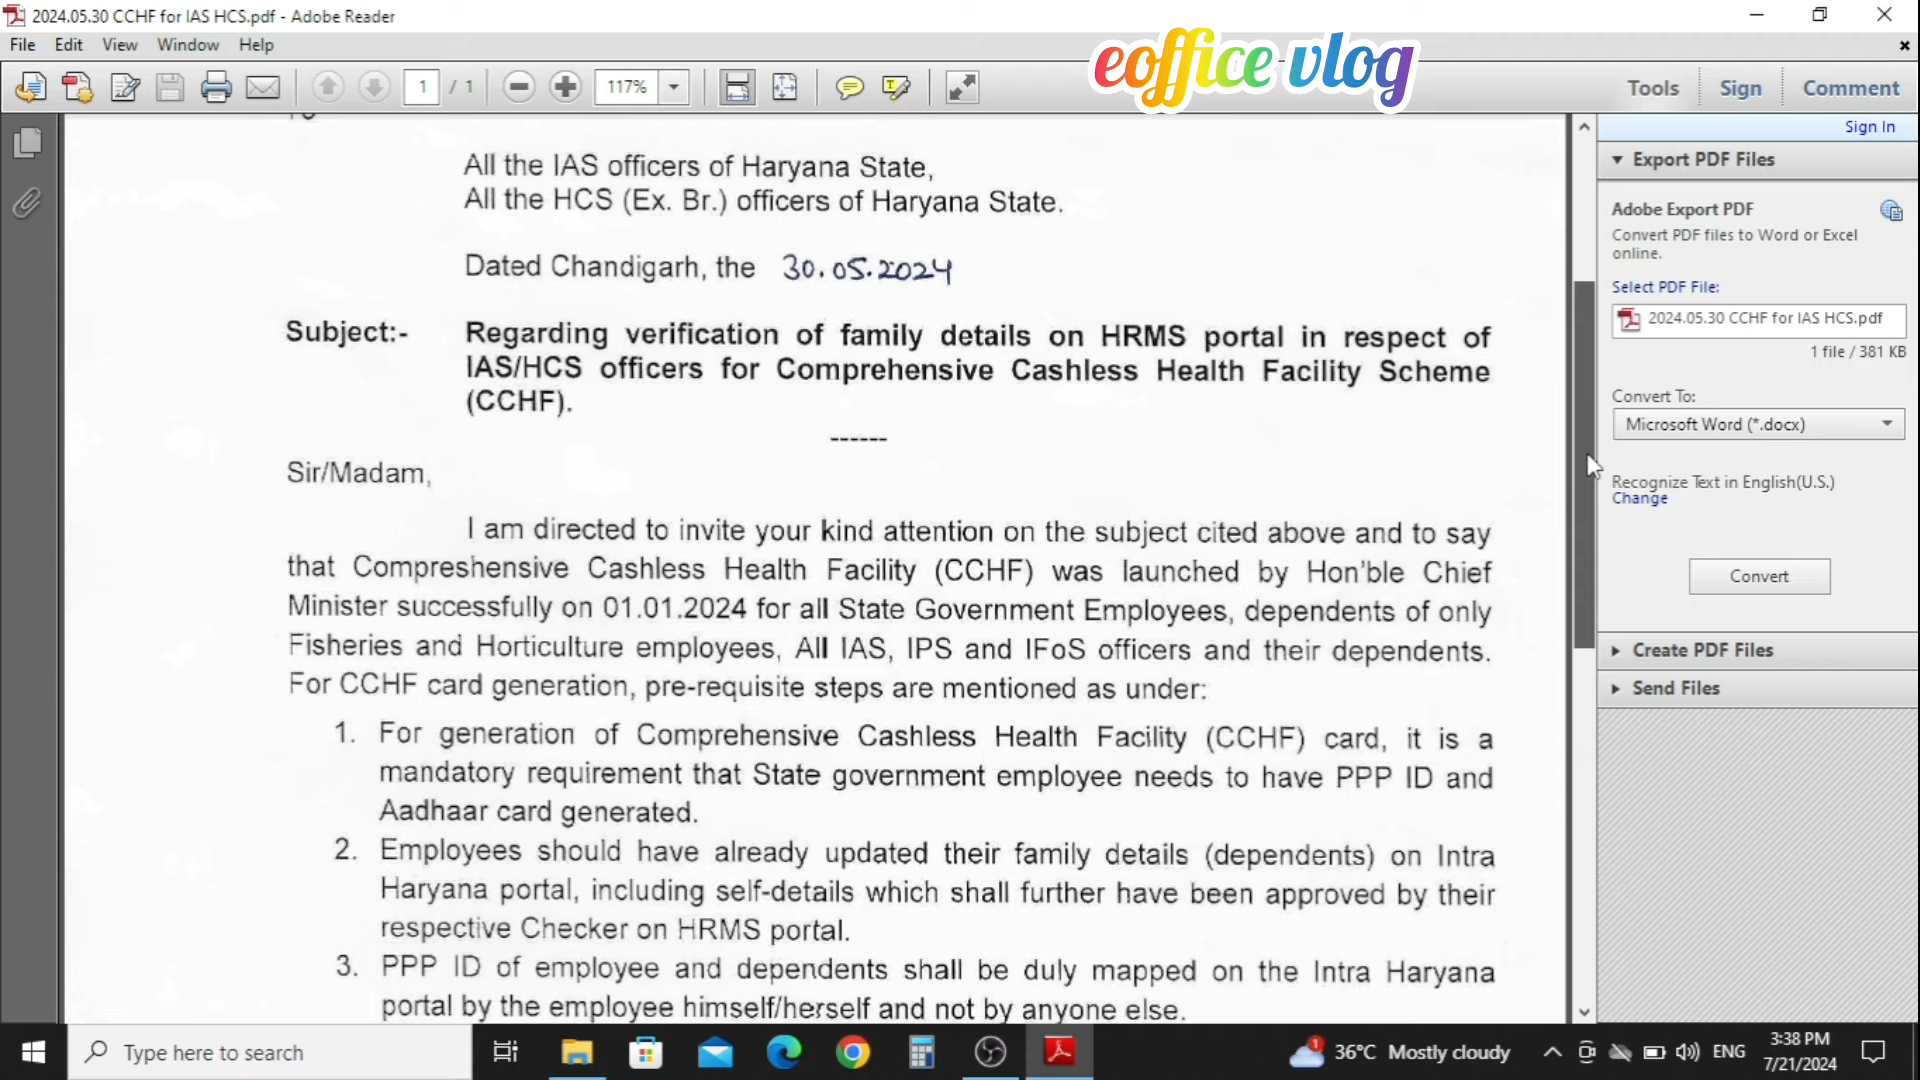 2024.05.30 CCHF for IAS HCS.pdf - Adobe Reader
File Edit View Window Help
eoffice vlog
1 / 1 117% Tools Sign Comment
Sign In
Export PDF Files
Adobe Export PDF
Convert PDF files to Word or Excel
online.
Select PDF File:
2024.05.30 CCHF for IAS HCS.pdf
1 file / 381 KB
Convert To:
Microsoft Word (*.docx)
Recognize Text in English(U.S.)
Change
Convert
Create PDF Files
Send Files
All the IAS officers of Haryana State,
All the HCS (Ex. Br.) officers of Haryana State.
Dated Chandigarh, the 30.05.2024
Subject:- Regarding verification of family details on HRMS portal in respect of
IAS/HCS officers for Comprehensive Cashless Health Facility Scheme
(CCHF).
------
Sir/Madam,
I am directed to invite your kind attention on the subject cited above and to say
that Compreshensive Cashless Health Facility (CCHF) was launched by Hon'ble Chief
Minister successfully on 01.01.2024 for all State Government Employees, dependents of only
Fisheries and Horticulture employees, All IAS, IPS and IFoS officers and their dependents.
For CCHF card generation, pre-requisite steps are mentioned as under:
1. For generation of Comprehensive Cashless Health Facility (CCHF) card, it is a
mandatory requirement that State government employee needs to have PPP ID and
Aadhaar card generated.
2. Employees should have already updated their family details (dependents) on Intra
Haryana portal, including self-details which shall further have been approved by their
respective Checker on HRMS portal.
3. PPP ID of employee and dependents shall be duly mapped on the Intra Haryana
portal by the employee himself/herself and not by anyone else.
Type here to search
1 36°C Mostly cloudy ENG
3:38 PM
7/21/2024